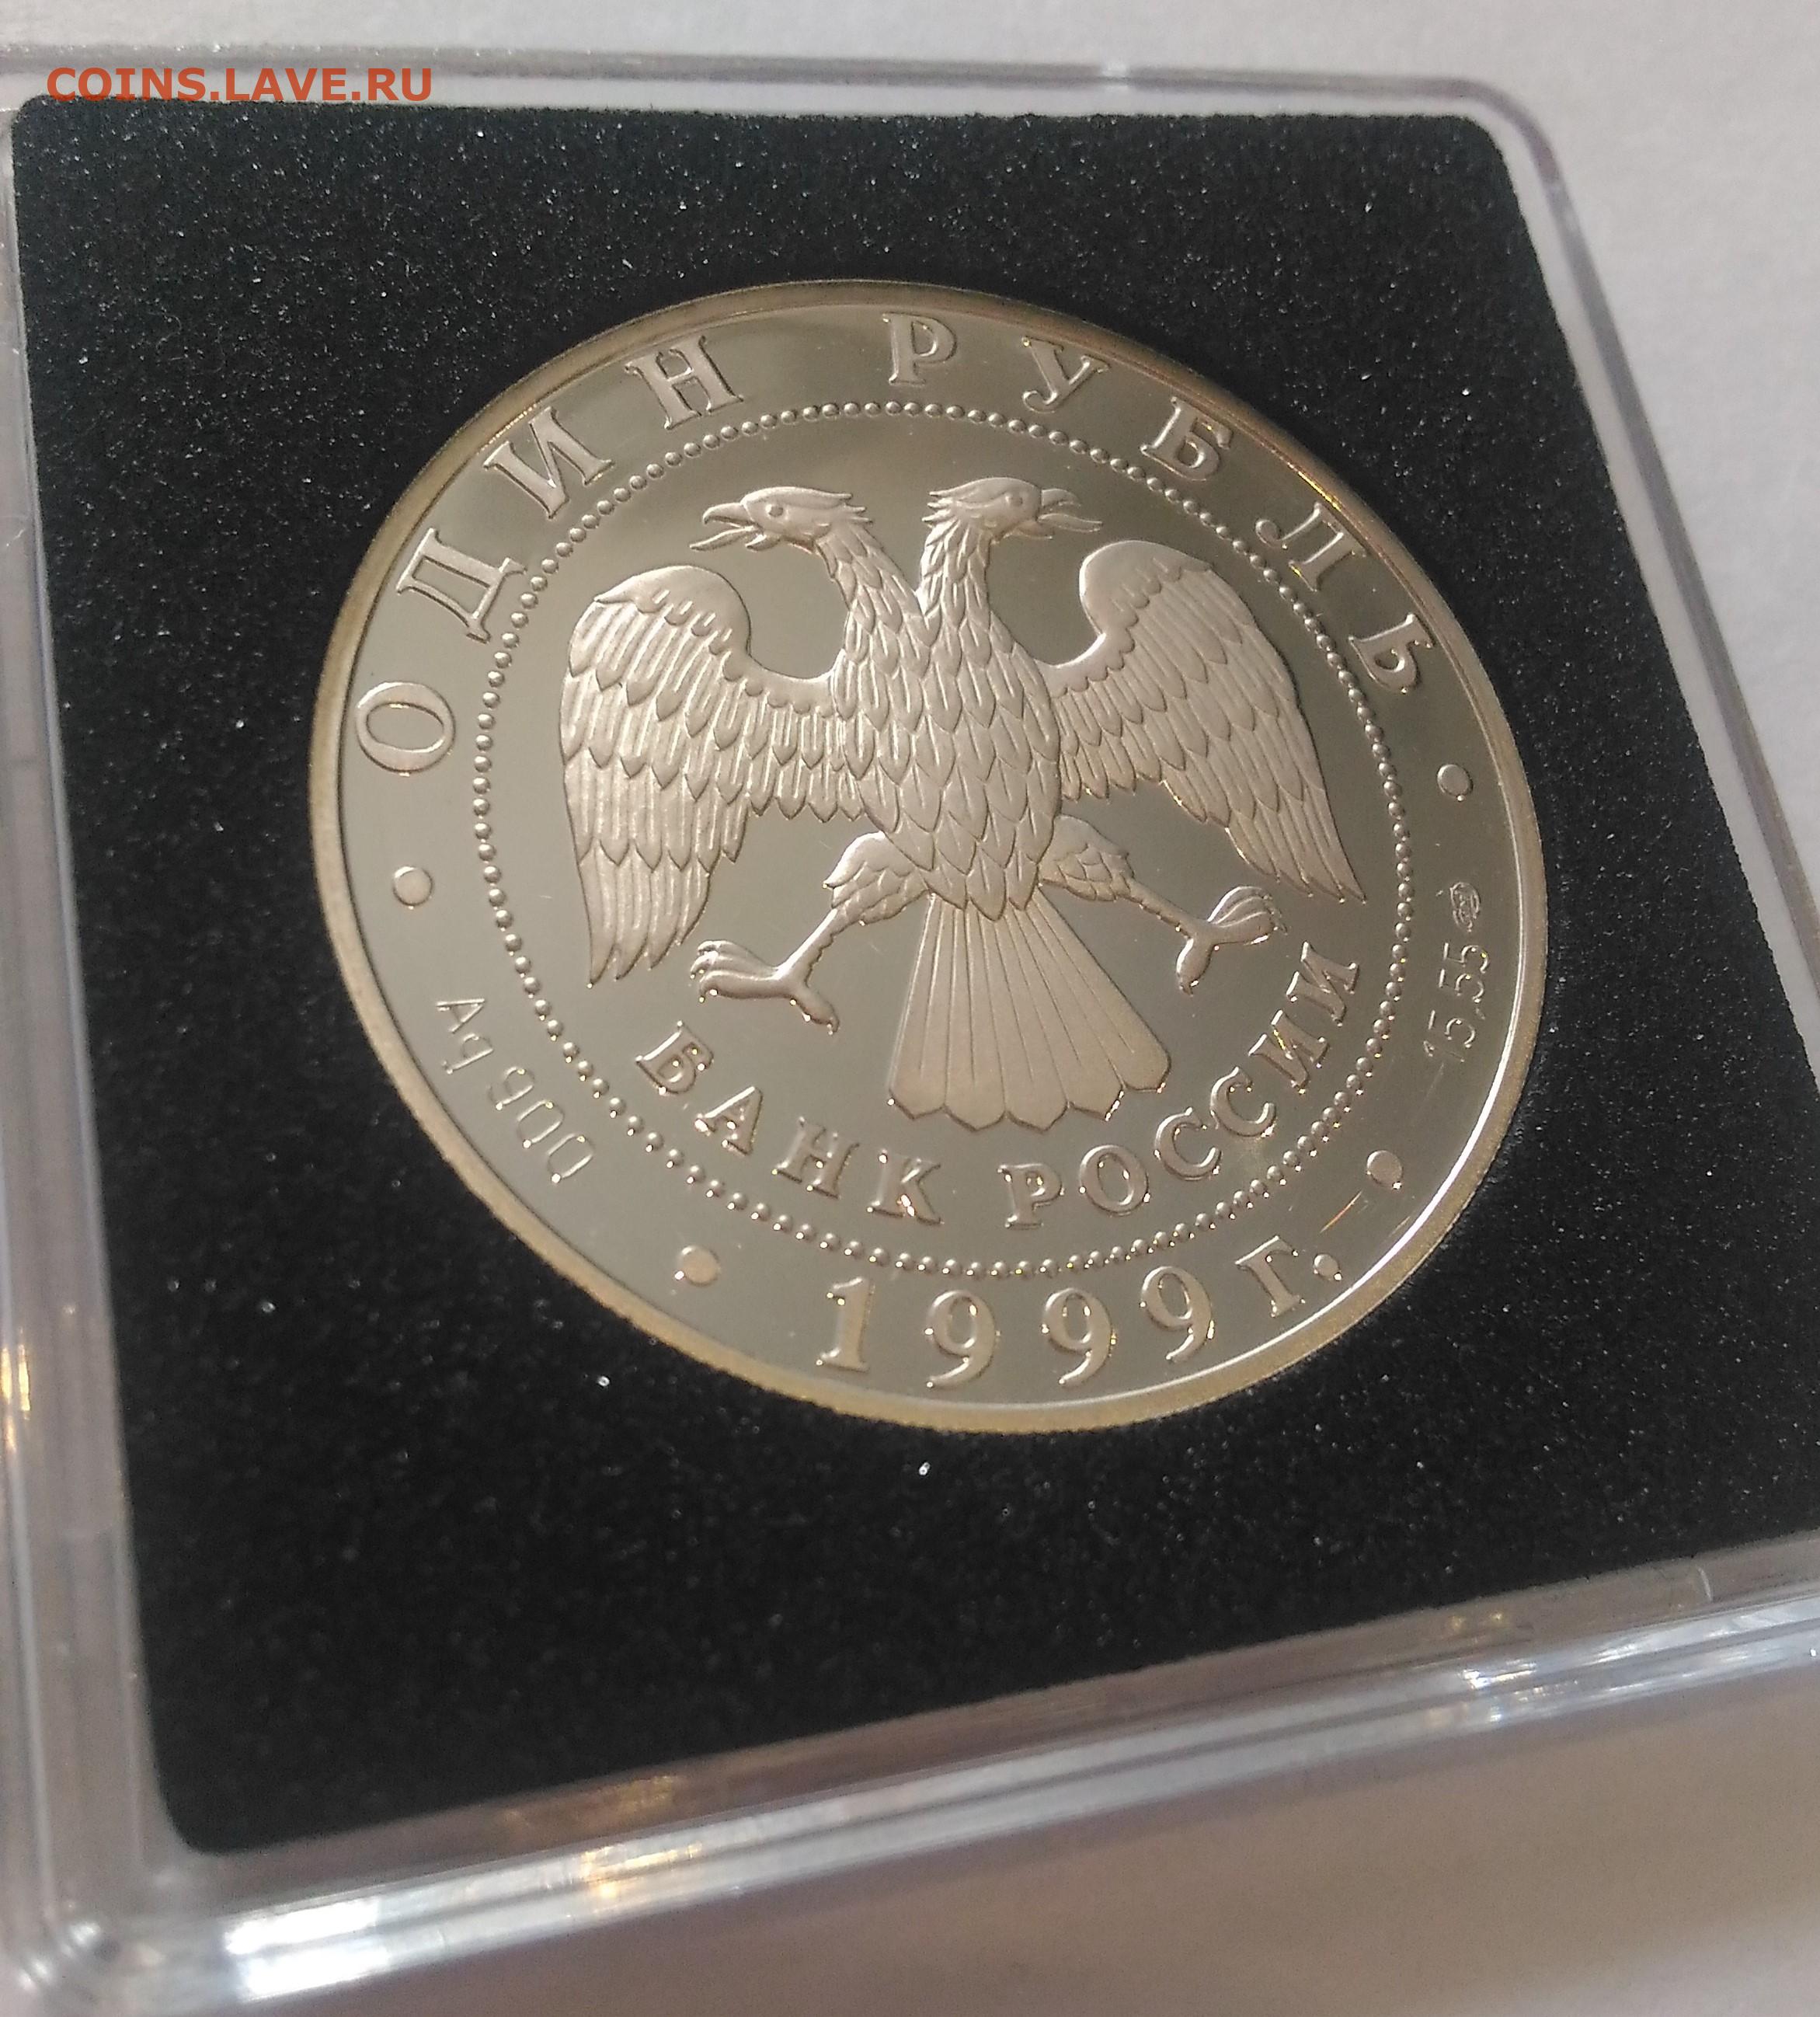 COINS.LAVE.RU
ОДИН РУБЛЬ
БАНК РОССИИ
Ag 900
15,55
1999 г.